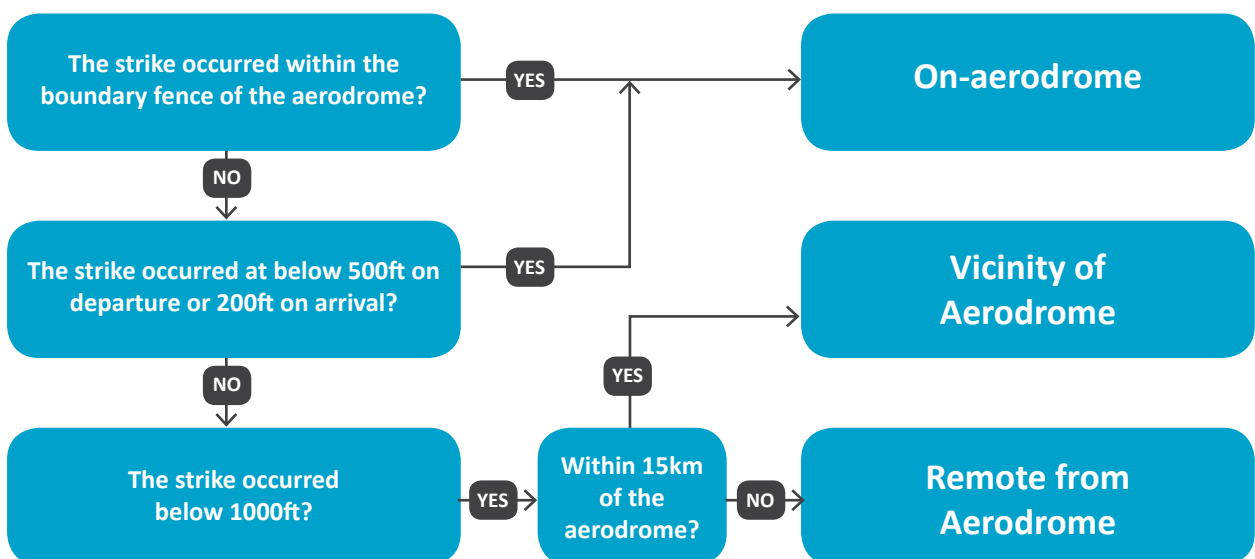 The strike occurred within the
boundary fence of the aerodrome?
YES
On-aerodrome
NO
The strike occurred at below 500ft on
departure or 200ft on arrival?
YES
Vicinity of
Aerodrome
NO
YES
The strike occurred
below 1000ft?
YES
Within 15km
of the
aerodrome?
NO
Remote from
Aerodrome